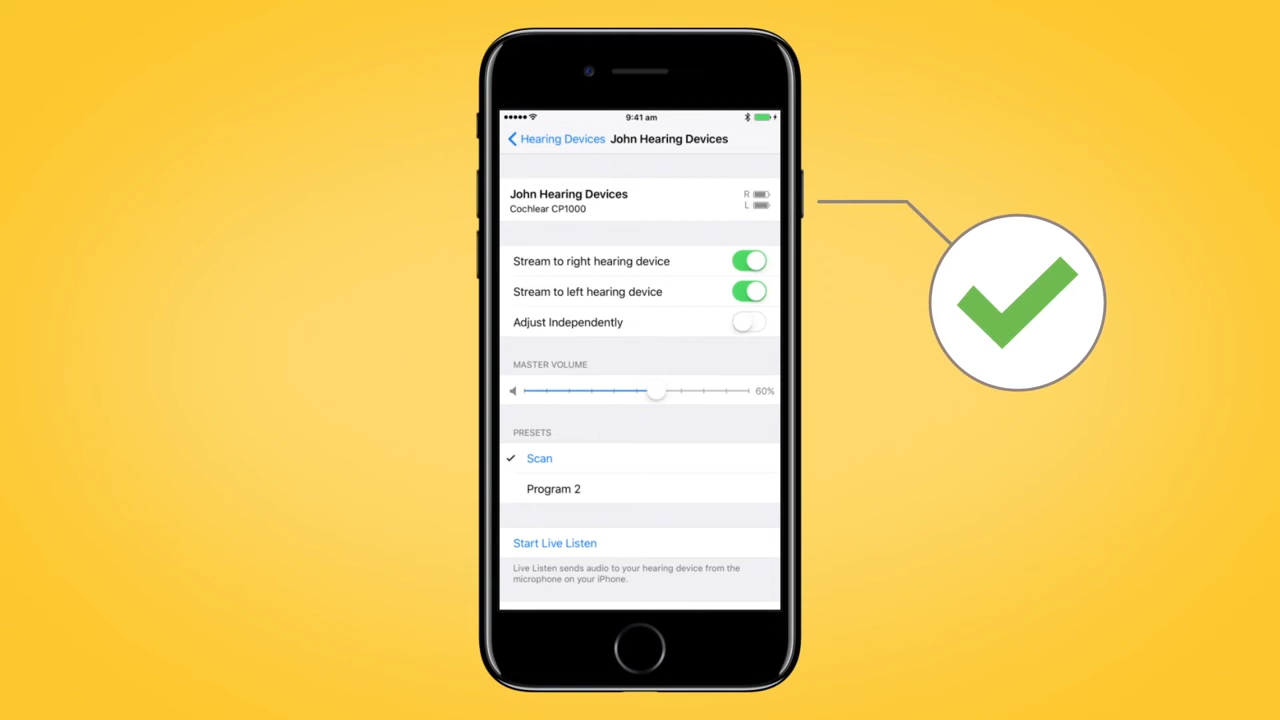 9:41 am
Hearing Devices John Hearing Devices
John Hearing Devices
R
Cochlear CP1000
L
Stream to right hearing device
Stream to left hearing device
Adjust Independently
MASTER VOLUME
60%
PRESETS
Scan
Program 2
Start Live Listen
Live Listen sends audio to your hearing device from the
microphone on your iPhone.